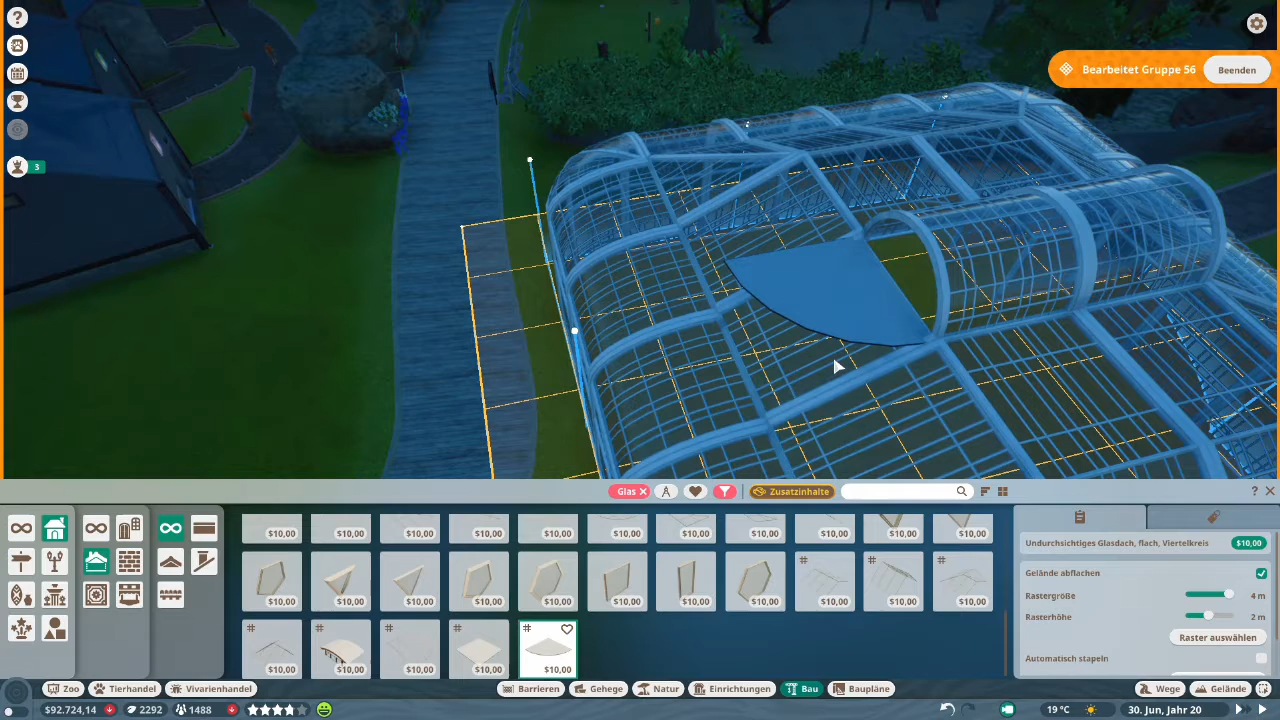 ?
3
Bearbeitet Gruppe 56
Beenden
Glas ×
Zusatzinhalte
? ×
$10,00 $10,00 $10,00 $10,00 $10,00 $10,00 $10,00 $10,00 $10,00 $10,00 $10,00
$10,00 $10,00 $10,00 $10,00 $10,00 $10,00 $10,00 $10,00 # $10,00 # $10,00 # $10,00
# $10,00 # $10,00 # $10,00 # $10,00 # $10,00
Undurchsichtiges Glasdach, flach, Viertelkreis $10,00
Gelände abflachen
Rastergröße 4 m
Rasterhöhe 2 m
Raster auswählen
Automatisch stapeln
Zoo Tierhandel Vivarienhandel Barrieren Gehege Natur Einrichtungen Bau Baupläne Wege Gelände
$92.724,14 2292 1488 19 °C 30. Jun, Jahr 20